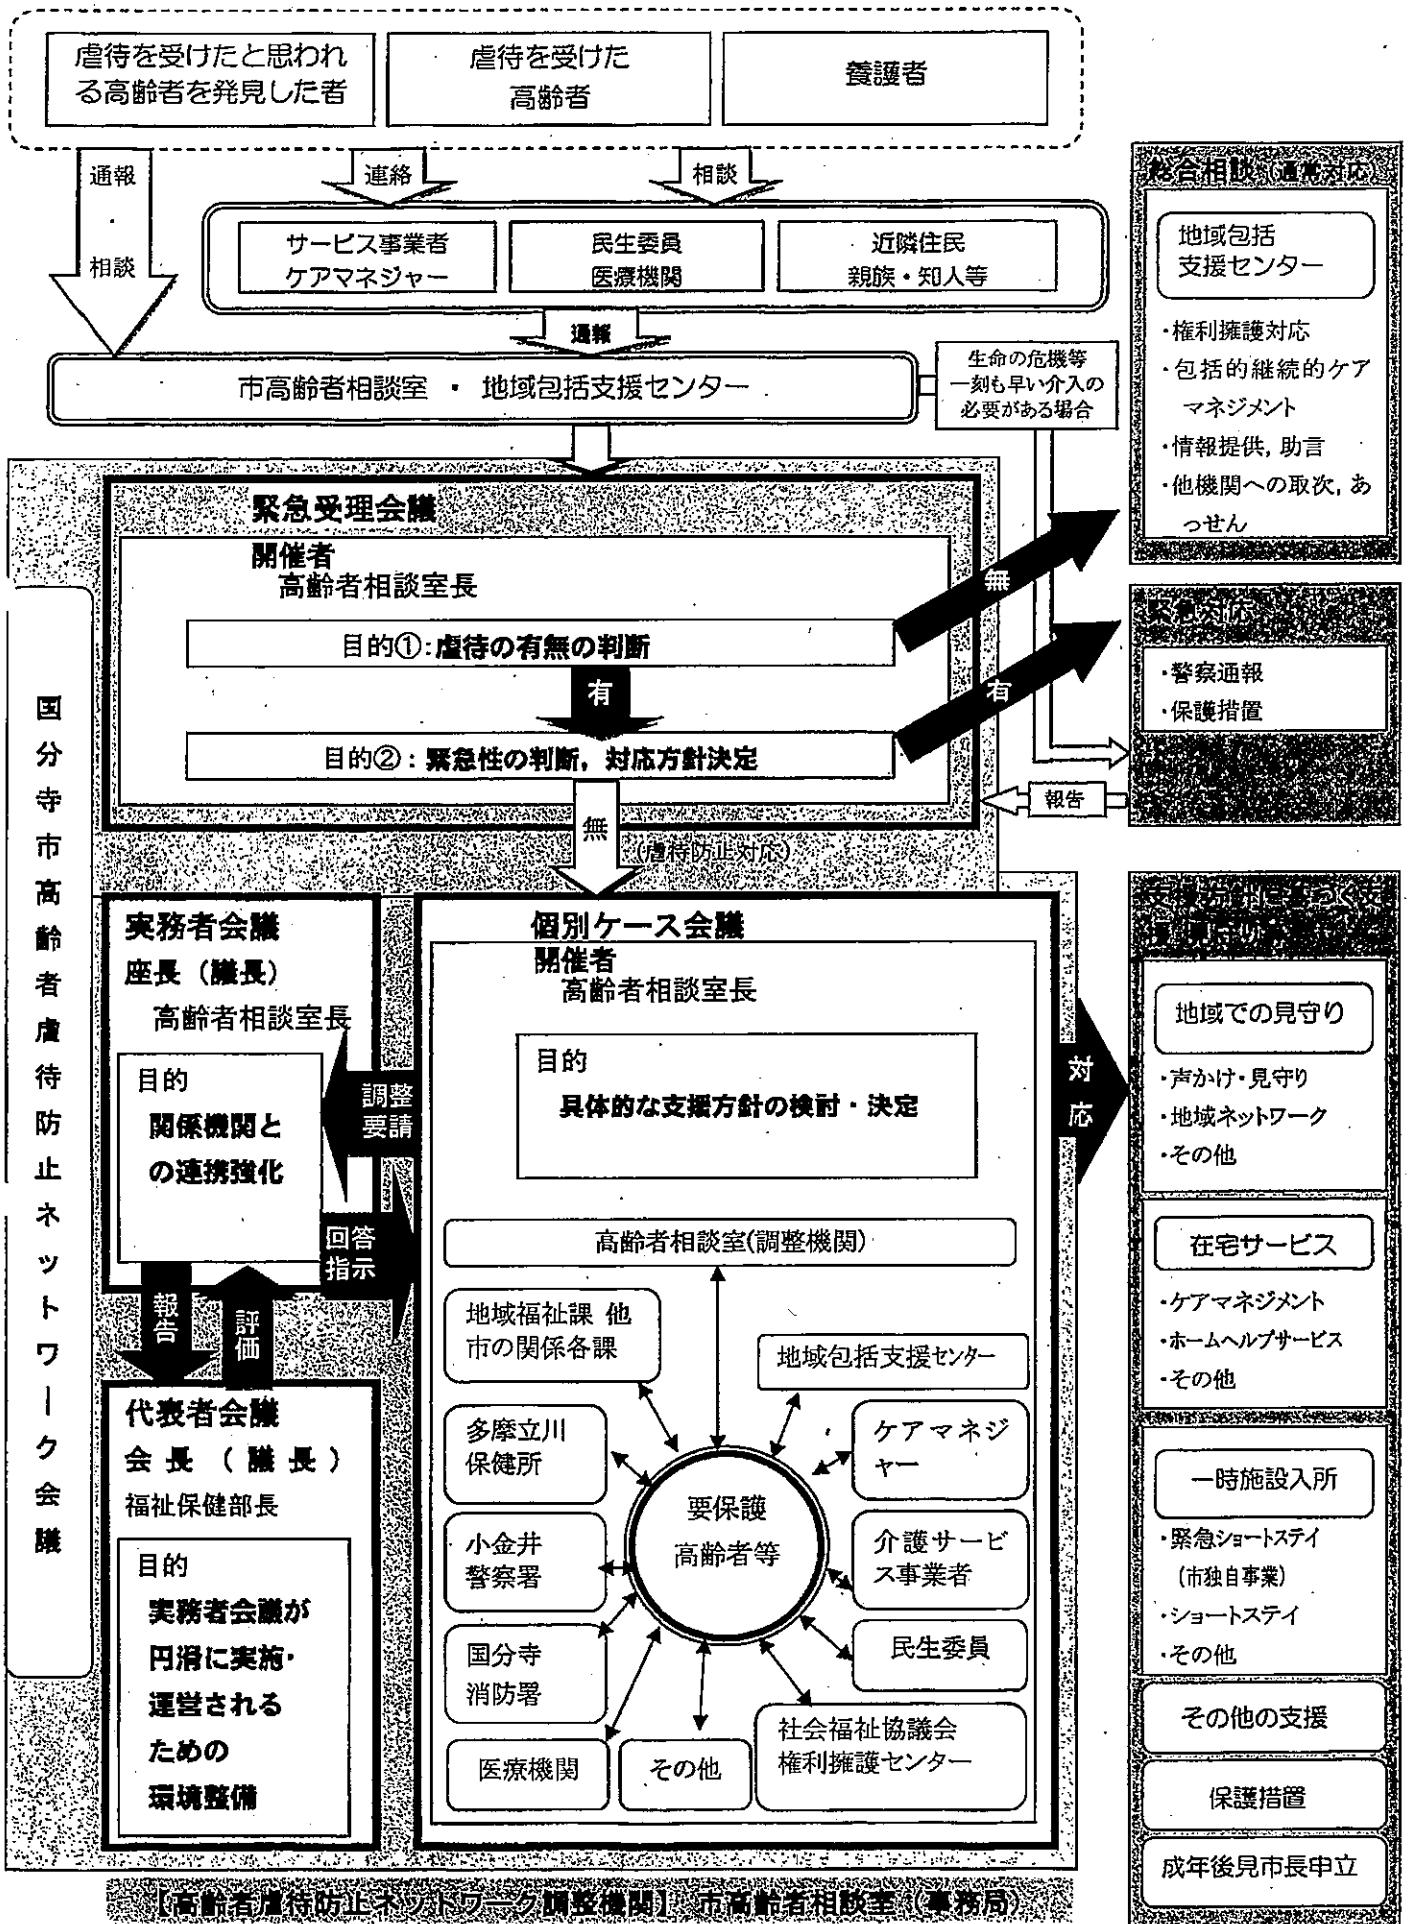 虐待を受けたと思われ
る高齢者を発見した者
虐待を受けた
高齢者
養護者
通報
・
相談
連絡
相談
サービス事業者
ケアマネジャー
民生委員
医療機関
近隣住民
親族・知人等
通報
市高齢者相談室 ・ 地域包括支援センター
生命の危機等
一刻も早い介入の
必要がある場合
総合相談(通常対応)
地域包括
支援センター
・権利擁護対応
・包括的継続的ケア
マネジメント
・情報提供, 助言
・他機関への取次, あ
っせん
緊急受理会議
開催者
高齢者相談室長
目的①:虐待の有無の判断
無
有
目的②:緊急性の判断, 対応方針決定
有
緊急対応
・警察通報
・保護措置
報告
無
(虐待防止対応)
国分寺市高齢者虐待防止ネットワーク会議
実務者会議
座長(議長)
高齢者相談室長
目的
関係機関と
の連携強化
調整
要請
回答
指示
報告
評価
代表者会議
会長(議長)
福祉保健部長
目的
実務者会議が
円滑に実施・
運営される
ための
環境整備
個別ケース会議
開催者
高齢者相談室長
目的
具体的な支援方針の検討・決定
高齢者相談室(調整機関)
地域福祉課 他
市の関係各課
地域包括支援センター
多摩立川
保健所
ケアマネジ
ャー
要保護
高齢者等
小金井
警察署
介護サービ
ス事業者
国分寺
消防署
民生委員
医療機関
その他
社会福祉協議会
権利擁護センター
対応
地域での見守り
・声かけ・見守り
・地域ネットワーク
・その他
在宅サービス
・ケアマネジメント
・ホームヘルプサービス
・その他
一時施設入所
・緊急ショートステイ
(市独自事業)
・ショートステイ
・その他
その他の支援
保護措置
成年後見市長申立
【高齢者虐待防止ネットワーク調整機関】 市高齢者相談室(事務局)